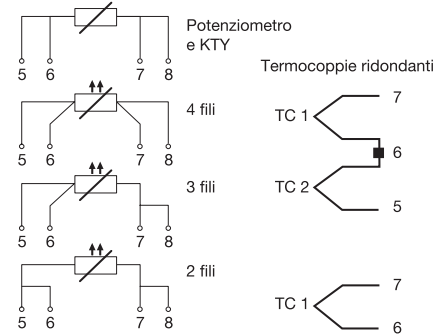 Potenziometro
e KTY
5 6 7 8
4 fili
5 6 7 8
3 fili
5 6 7 8
2 fili
5 6 7 8
Termocoppie ridondanti
7
TC 1
6
TC 2
5
7
TC 1
6